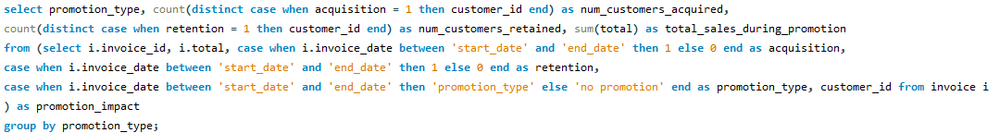 select promotion_type, count(distinct case when acquisition = 1 then customer_id end) as num_customers_acquired,
count(distinct case when retention = 1 then customer_id end) as num_customers_retained, sum(total) as total_sales_during_promotion
from (select i.invoice_id, i.total, case when i.invoice_date between 'start_date' and 'end_date' then 1 else 0 end as acquisition,
case when i.invoice_date between 'start_date' and 'end_date' then 1 else 0 end as retention,
case when i.invoice_date between 'start_date' and 'end_date' then 'promotion_type' else 'no promotion' end as promotion_type, customer_id from invoice i
) as promotion_impact
group by promotion_type;